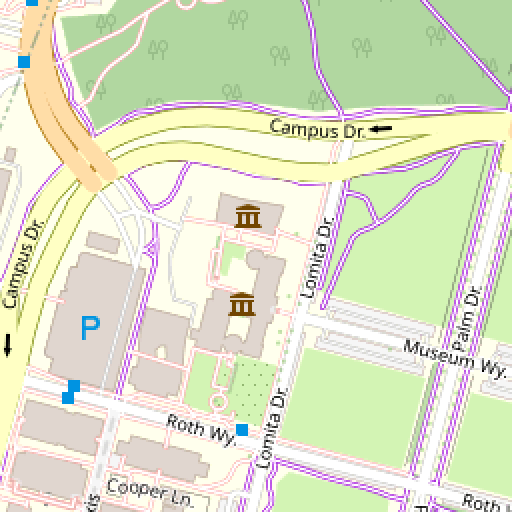 Campus Dr.
Campus Dr.
Lomita Dr.
P
Palm Dr.
Museum Wy.
Lomita Dr.
Roth Wy.
Cooper Ln.
Roth